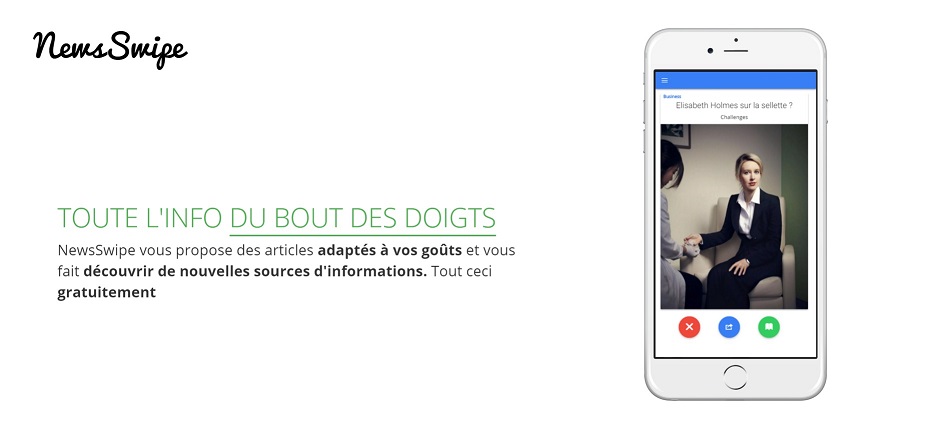 NewsSwipe
TOUTE L'INFO DU BOUT DES DOIGTS
NewsSwipe vous propose des articles adaptés à vos goûts et vous
fait découvrir de nouvelles sources d'informations. Tout ceci
gratuitement
Business
Elisabeth Holmes sur la sellette ?
Challenges